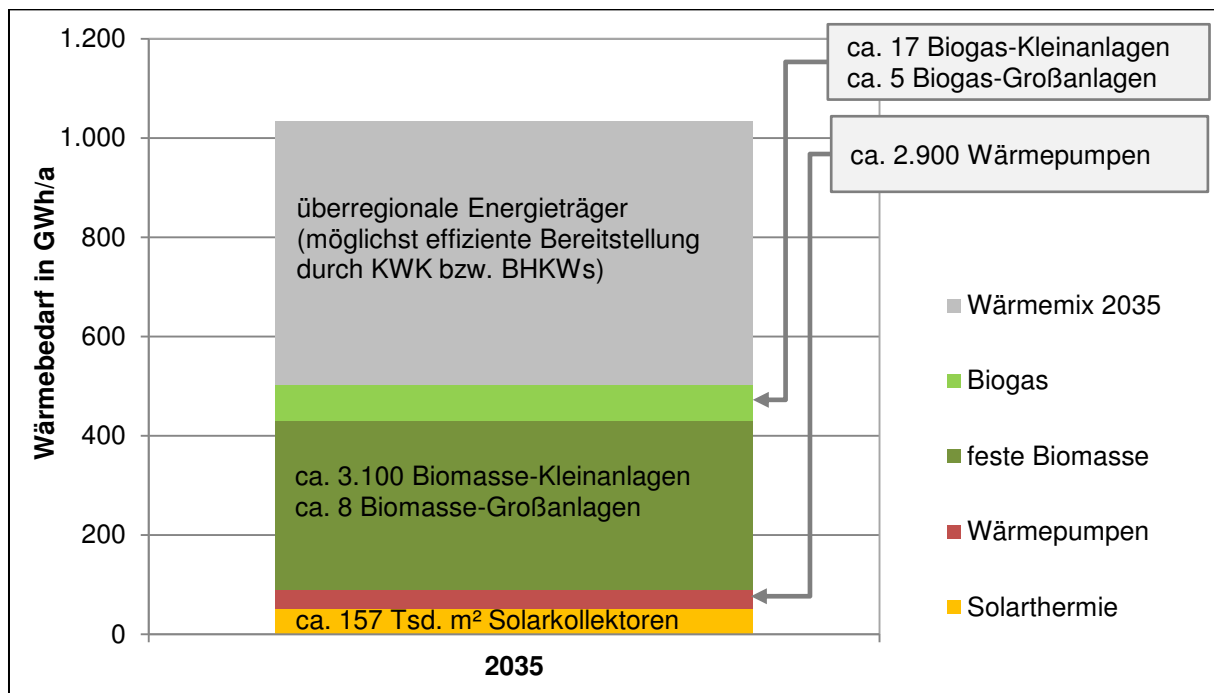 1.200
1.000
800
600
400
200
0
Wärmebedarf in GWh/a
2035
ca. 17 Biogas-Kleinanlagen
ca. 5 Biogas-Großanlagen
ca. 2.900 Wärmepumpen
überregionale Energieträger
(möglichst effiziente Bereitstellung
durch KWK bzw. BHKWs)
ca. 3.100 Biomasse-Kleinanlagen
ca. 8 Biomasse-Großanlagen
ca. 157 Tsd. m² Solarkollektoren
Wärmemix 2035
Biogas
feste Biomasse
Wärmepumpen
Solarthermie